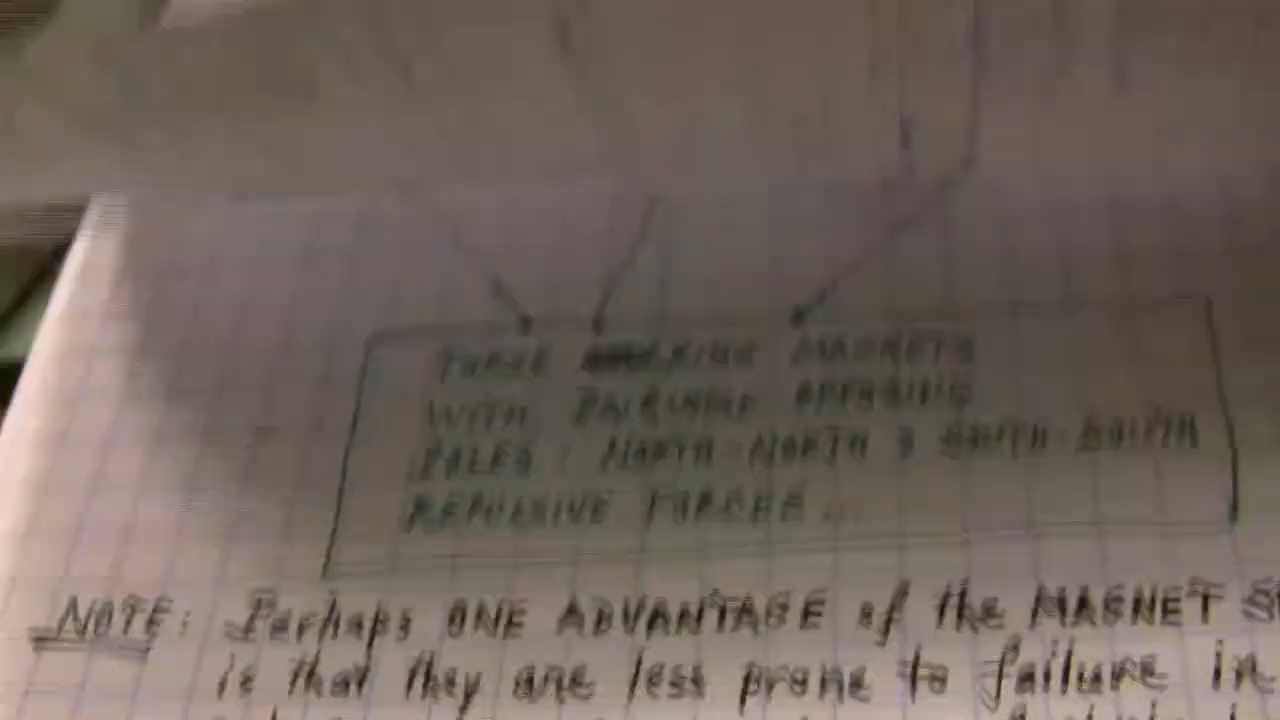 THREE RING MAGNETS
WITH OPPOSING
POLES: NORTH-NORTH & SOUTH-SOUTH
REPULSIVE FORCES...
NOTE: Perhaps ONE ADVANTAGE of the MAGNET
is that they are less prone to failure in